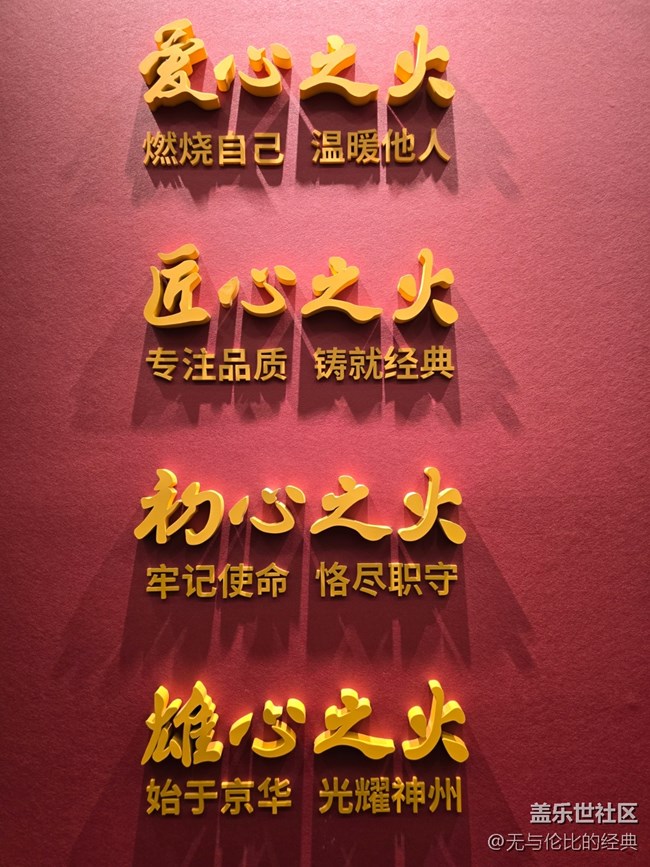 爱心之火
燃烧自己 温暖他人
匠心之火
专注品质 铸就经典
初心之火
牢记使命 恪尽职守
雄心之火
始于京华 光耀神州
盖乐世社区
@无与伦比的经典